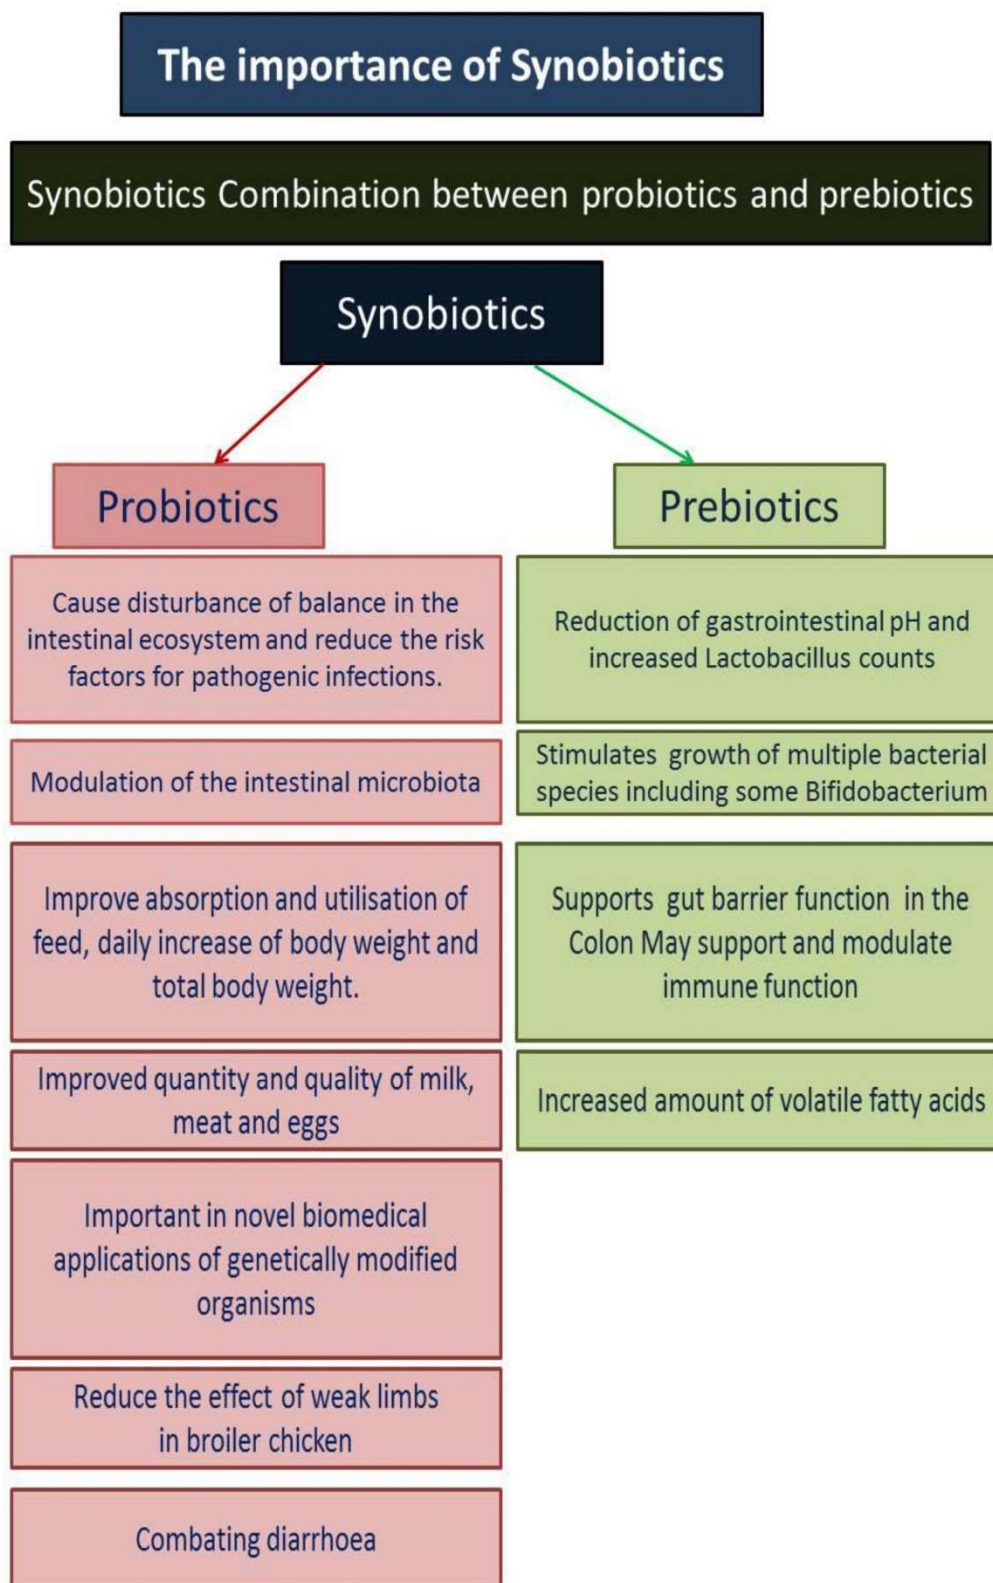 The importance of Synobiotics
Synobiotics Combination between probiotics and prebiotics
Synobiotics
Probiotics
Cause disturbance of balance in the
intestinal ecosystem and reduce the risk
factors for pathogenic infections.
Modulation of the intestinal microbiota
Improve absorption and utilisation of
feed, daily increase of body weight and
total body weight.
Improved quantity and quality of milk,
meat and eggs
Important in novel biomedical
applications of genetically modified
organisms
Reduce the effect of weak limbs
in broiler chicken
Combating diarrhoea
Prebiotics
Reduction of gastrointestinal pH and
increased Lactobacillus counts
Stimulates growth of multiple bacterial
species including some Bifidobacterium
Supports gut barrier function in the
Colon May support and modulate
immune function
Increased amount of volatile fatty acids